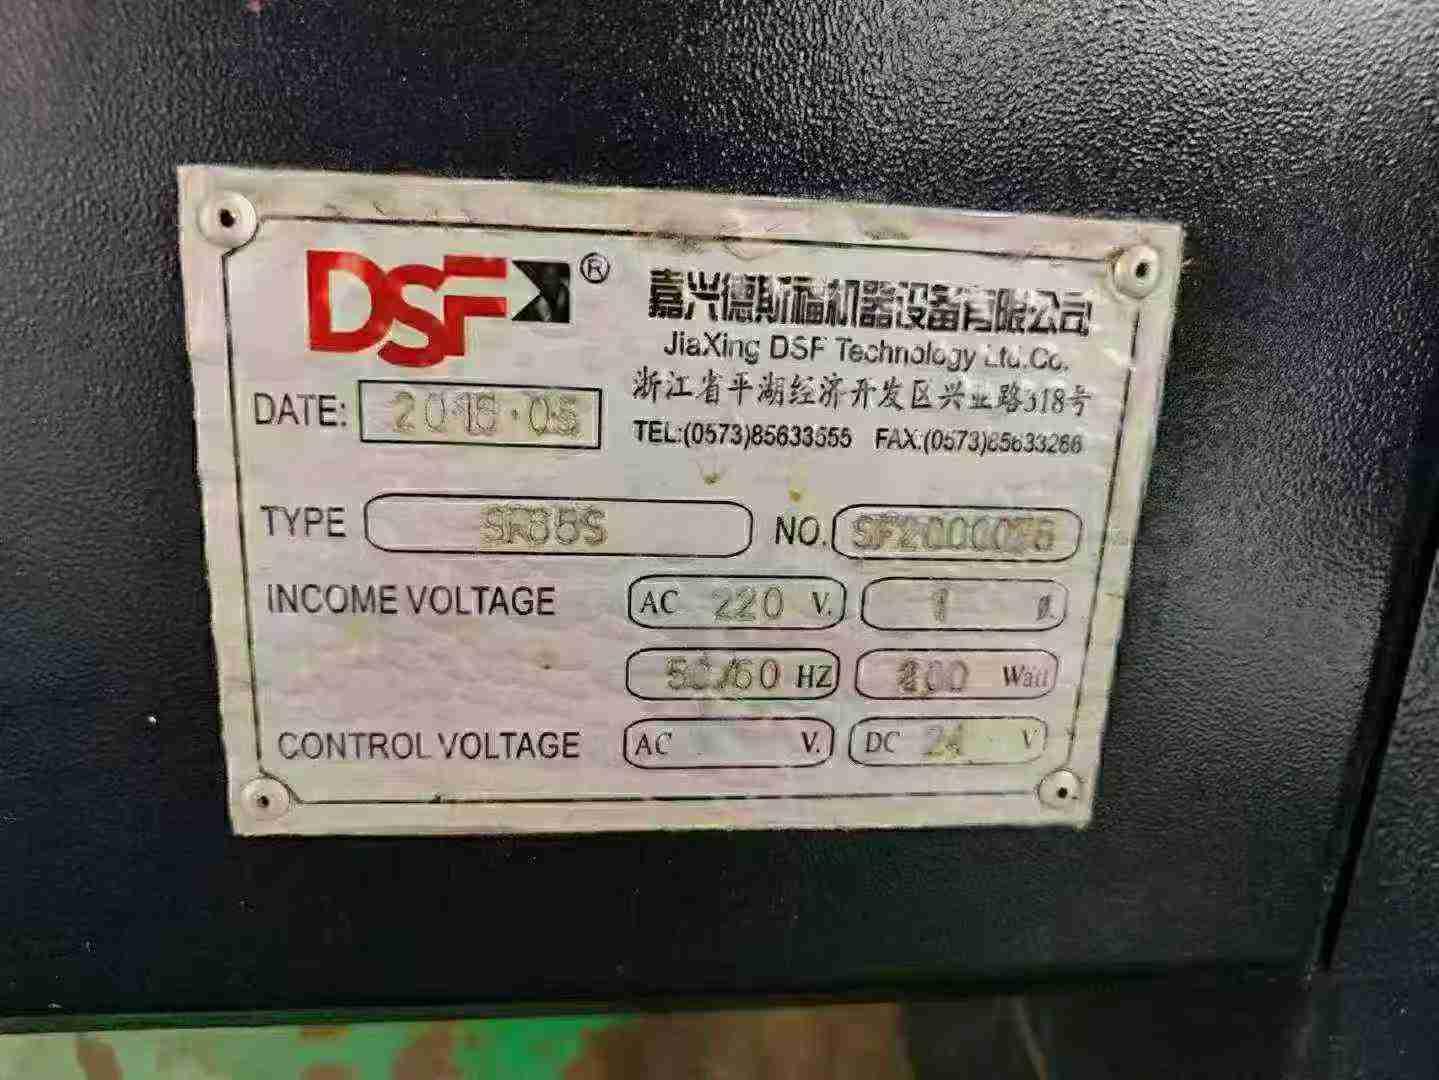 DSF ®
嘉兴德斯福机器设备有限公司
JiaXing DSF Technology Ltd.Co.
浙江省平湖经济开发区兴业路318号
TEL:(0573)85633555 FAX:(0573)85633266
DATE:
TYPE
NO.
INCOME VOLTAGE AC 220 V. 1 Ø.
50/60 HZ Watt
CONTROL VOLTAGE AC V. DC 24 V